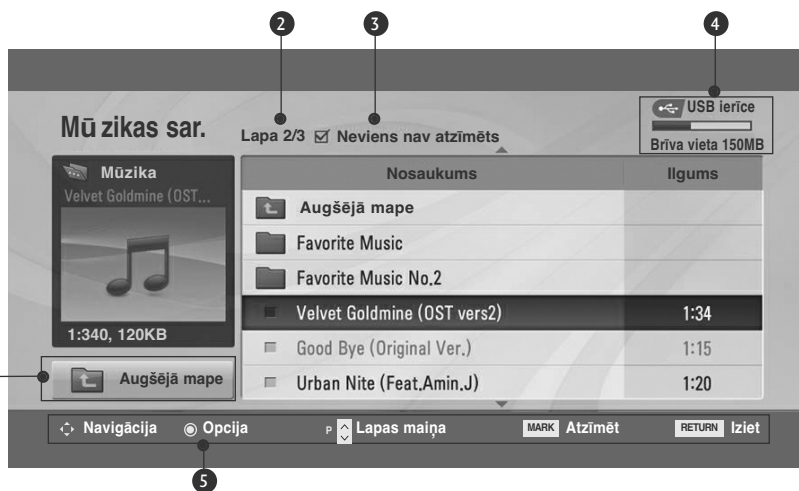 2 3 4
USB ierīce
Mū zikas sar.
Lapa 2/3 Neviens nav atzīmēts
Brīva vieta 150MB
Mūzika
Velvet Goldmine (OST...
1:340, 120KB
Augšējā mape
Nosaukums Ilgums
Augšējā mape
Favorite Music
Favorite Music No.2
Velvet Goldmine (OST vers2) 1:34
Good Bye (Original Ver.) 1:15
Urban Nite (Feat.Amin.J) 1:20
Navigācija Opcija P Lapas maiņa MARK Atzīmēt RETURN Iziet
5